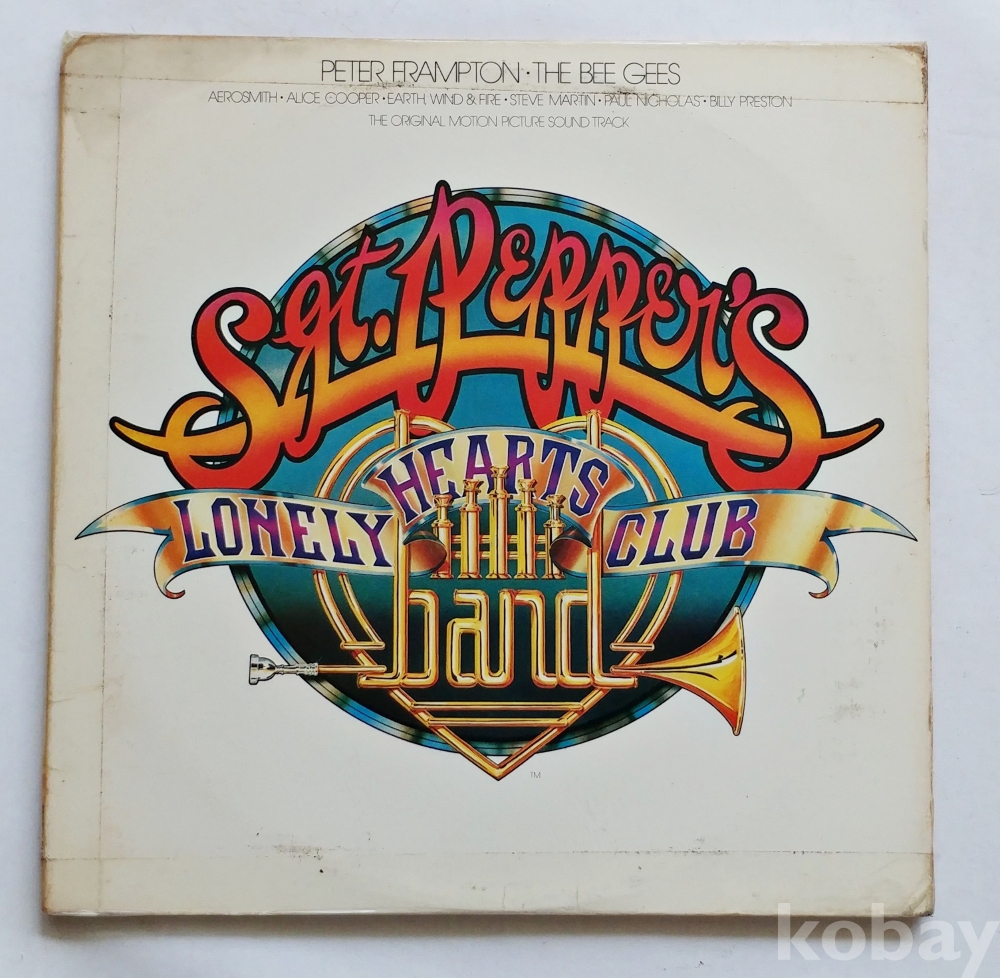 PETER FRAMPTON · THE BEE GEES
AEROSMITH · ALICE COOPER · EARTH, WIND & FIRE · STEVE MARTIN · PAUL NICHOLAS · BILLY PRESTON
THE ORIGINAL MOTION PICTURE SOUND TRACK
Sgt. Pepper's
LONELY HEARTS CLUB
band
TM
kobay